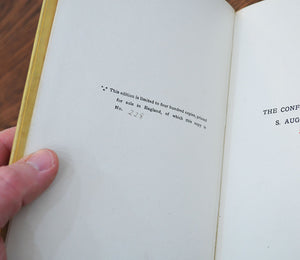 *⁎* This edition is limited to four hundred copies, printed
for sale in England, of which this copy is
No. 228
THE CONF
S. AUG